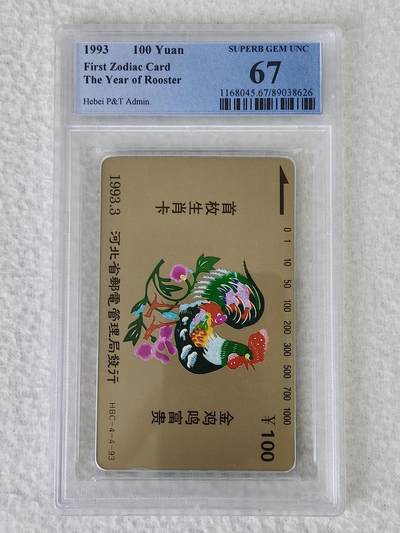 1993 100 Yuan
First Zodiac Card
The Year of Rooster
Hebei P&T Admin.
SUPERB GEM UNC
67
1168045.67/89038626
首枚生肖卡
金鸡鸣富贵
0 1 10 50 100 200 300 500 700 1000
¥100
1993.3 河北省郵電管理局發行
HBC-4-4-93